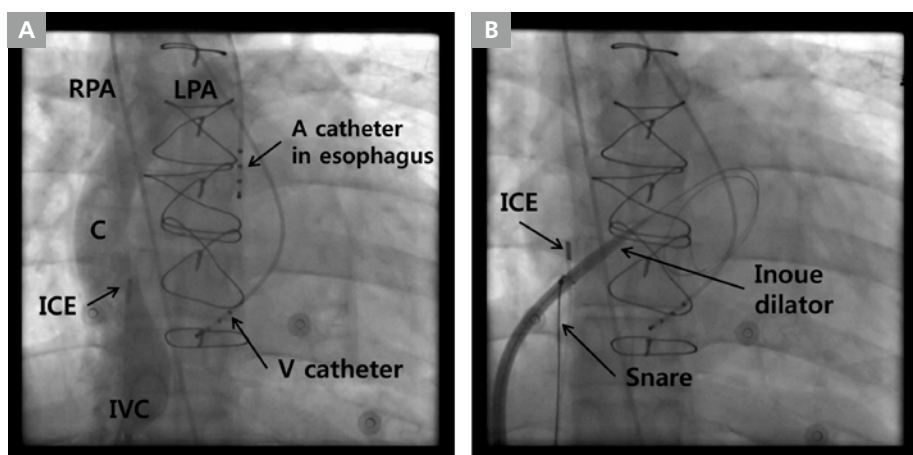 A
RPA
LPA
A catheter
in esophagus
C
ICE
V catheter
IVC
B
ICE
Inoue
dilator
Snare